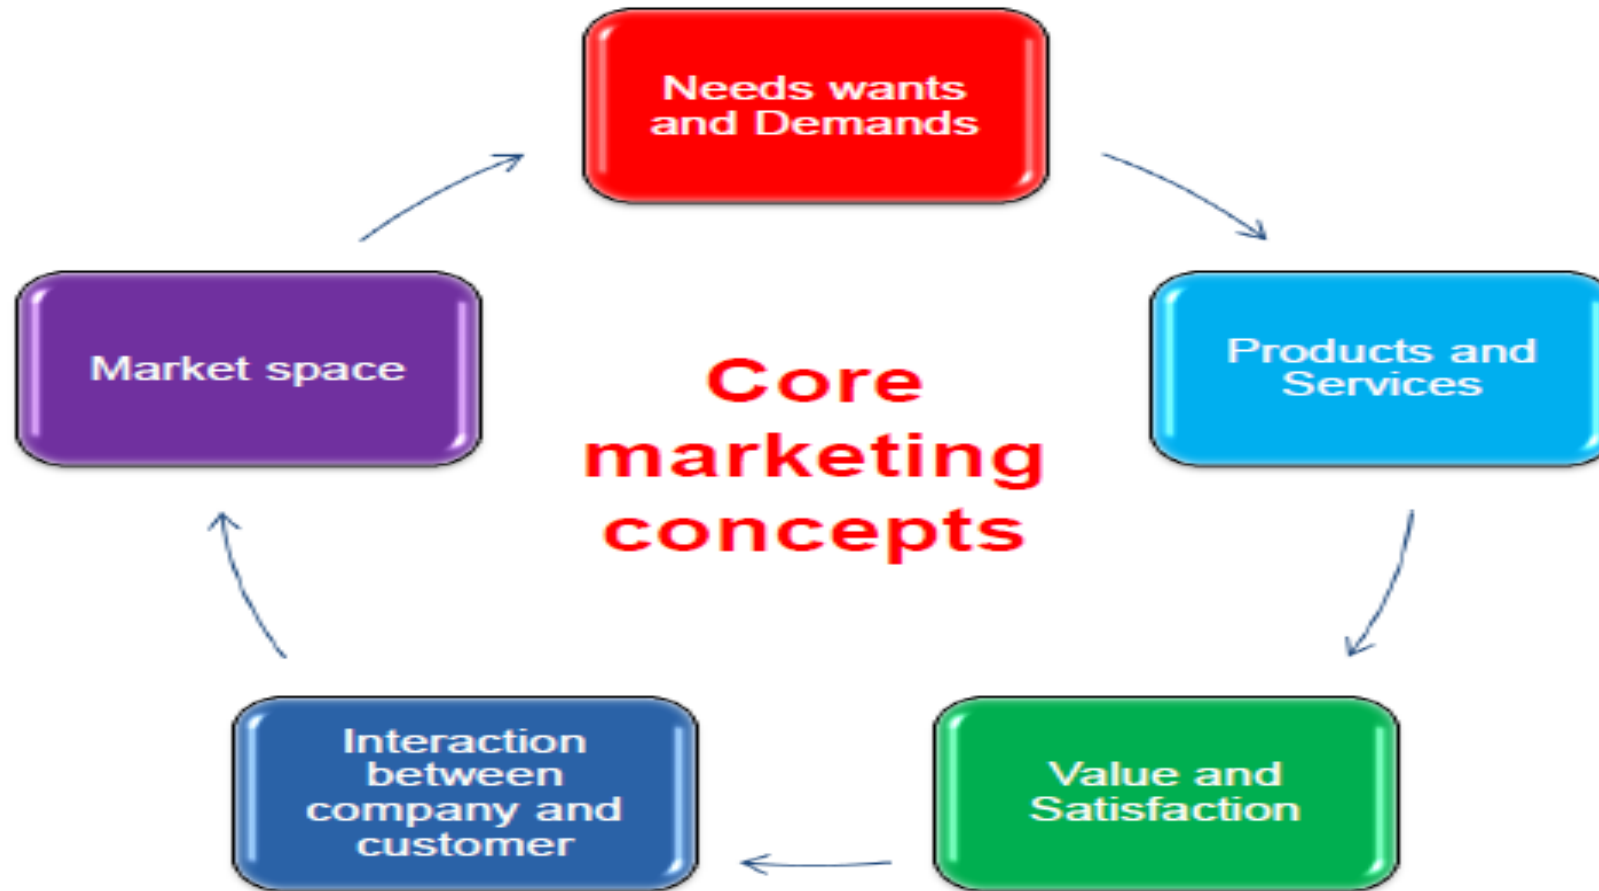 Needs wants
and Demands
Products and
Services
Value and
Satisfaction
Interaction
between
company and
customer
Market space
Core
marketing
concepts